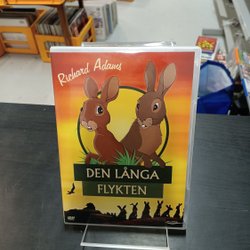 Richard Adams
DEN LÅNGA
FLYKTEN